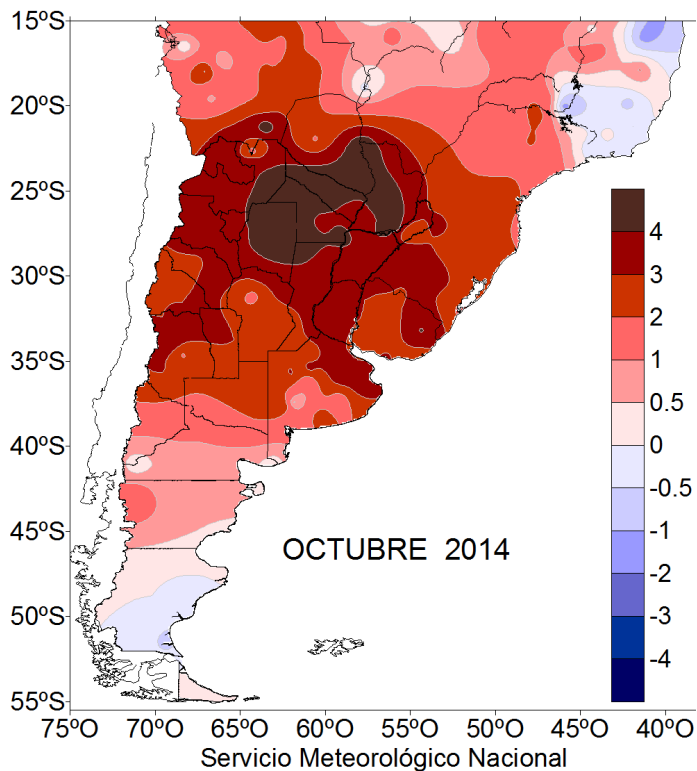 15ºS
20ºS
25ºS
30ºS
35ºS
40ºS
45ºS
50ºS
55ºS
4
3
2
1
0.5
0
-0.5
-1
-2
-3
-4
OCTUBRE 2014
75ºO 70ºO 65ºO 60ºO 55ºO 50ºO 45ºO 40ºO
Servicio Meteorológico Nacional